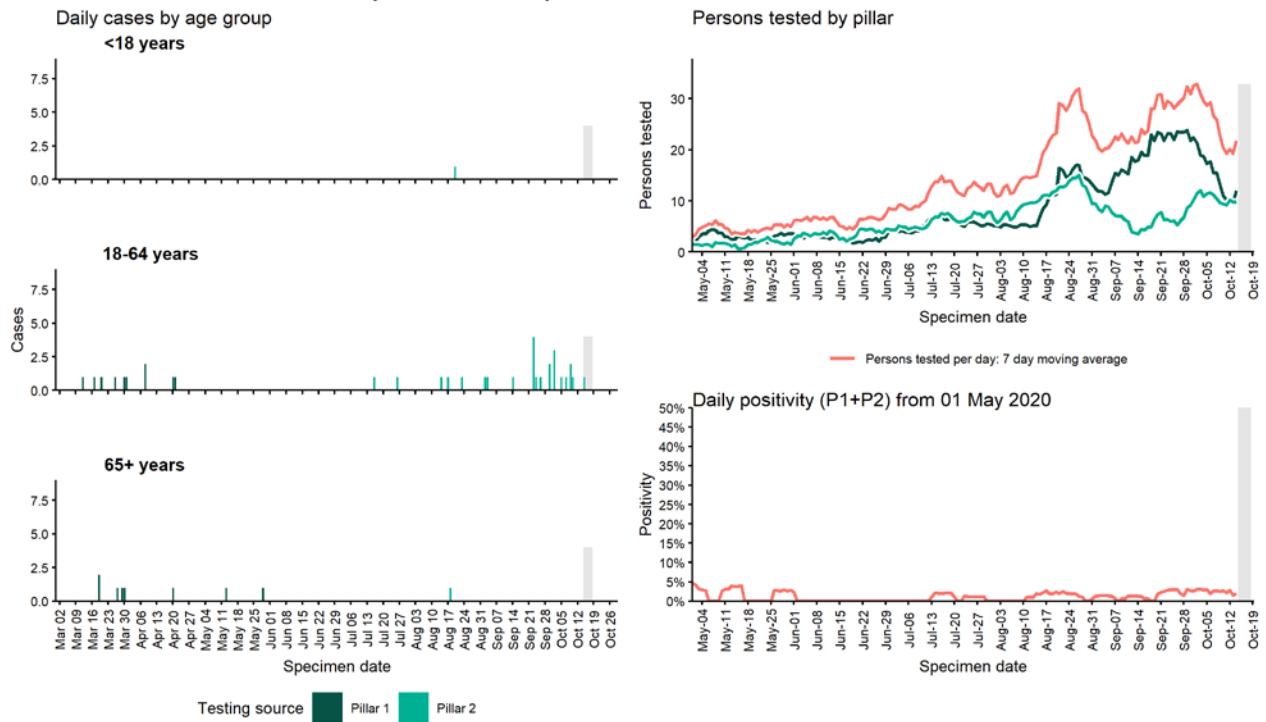 Daily cases by age group
<18 years
7.5
5.0
2.5
0.0
18-64 years
7.5
5.0
2.5
0.0
Cases
65+ years
7.5
5.0
2.5
0.0
Mar 02
Mar 09
Mar 16
Mar 23
Mar 30
Apr 06
Apr 13
Apr 20
Apr 27
May 04
May 11
May 18
May 25
Jun 01
Jun 08
Jun 15
Jun 22
Jun 29
Jul 06
Jul 13
Jul 20
Jul 27
Aug 03
Aug 10
Aug 17
Aug 24
Aug 31
Sep 07
Sep 14
Sep 21
Sep 28
Oct 05
Oct 12
Oct 19
Oct 26
Specimen date
Testing source Pillar 1 Pillar 2
Persons tested by pillar
Persons tested
30
20
10
0
May-04
May-11
May-18
May-25
Jun-01
Jun-08
Jun-15
Jun-22
Jun-29
Jul-06
Jul-13
Jul-20
Jul-27
Aug-03
Aug-10
Aug-17
Aug-24
Aug-31
Sep-07
Sep-14
Sep-21
Sep-28
Oct-05
Oct-12
Oct-19
Specimen date
Persons tested per day: 7 day moving average
Daily positivity (P1+P2) from 01 May 2020
Positivity
50%
45%
40%
35%
30%
25%
20%
15%
10%
5%
0%
May-04
May-11
May-18
May-25
Jun-01
Jun-08
Jun-15
Jun-22
Jun-29
Jul-06
Jul-13
Jul-20
Jul-27
Aug-03
Aug-10
Aug-17
Aug-24
Aug-31
Sep-07
Sep-14
Sep-21
Sep-28
Oct-05
Oct-12
Oct-19
Specimen date